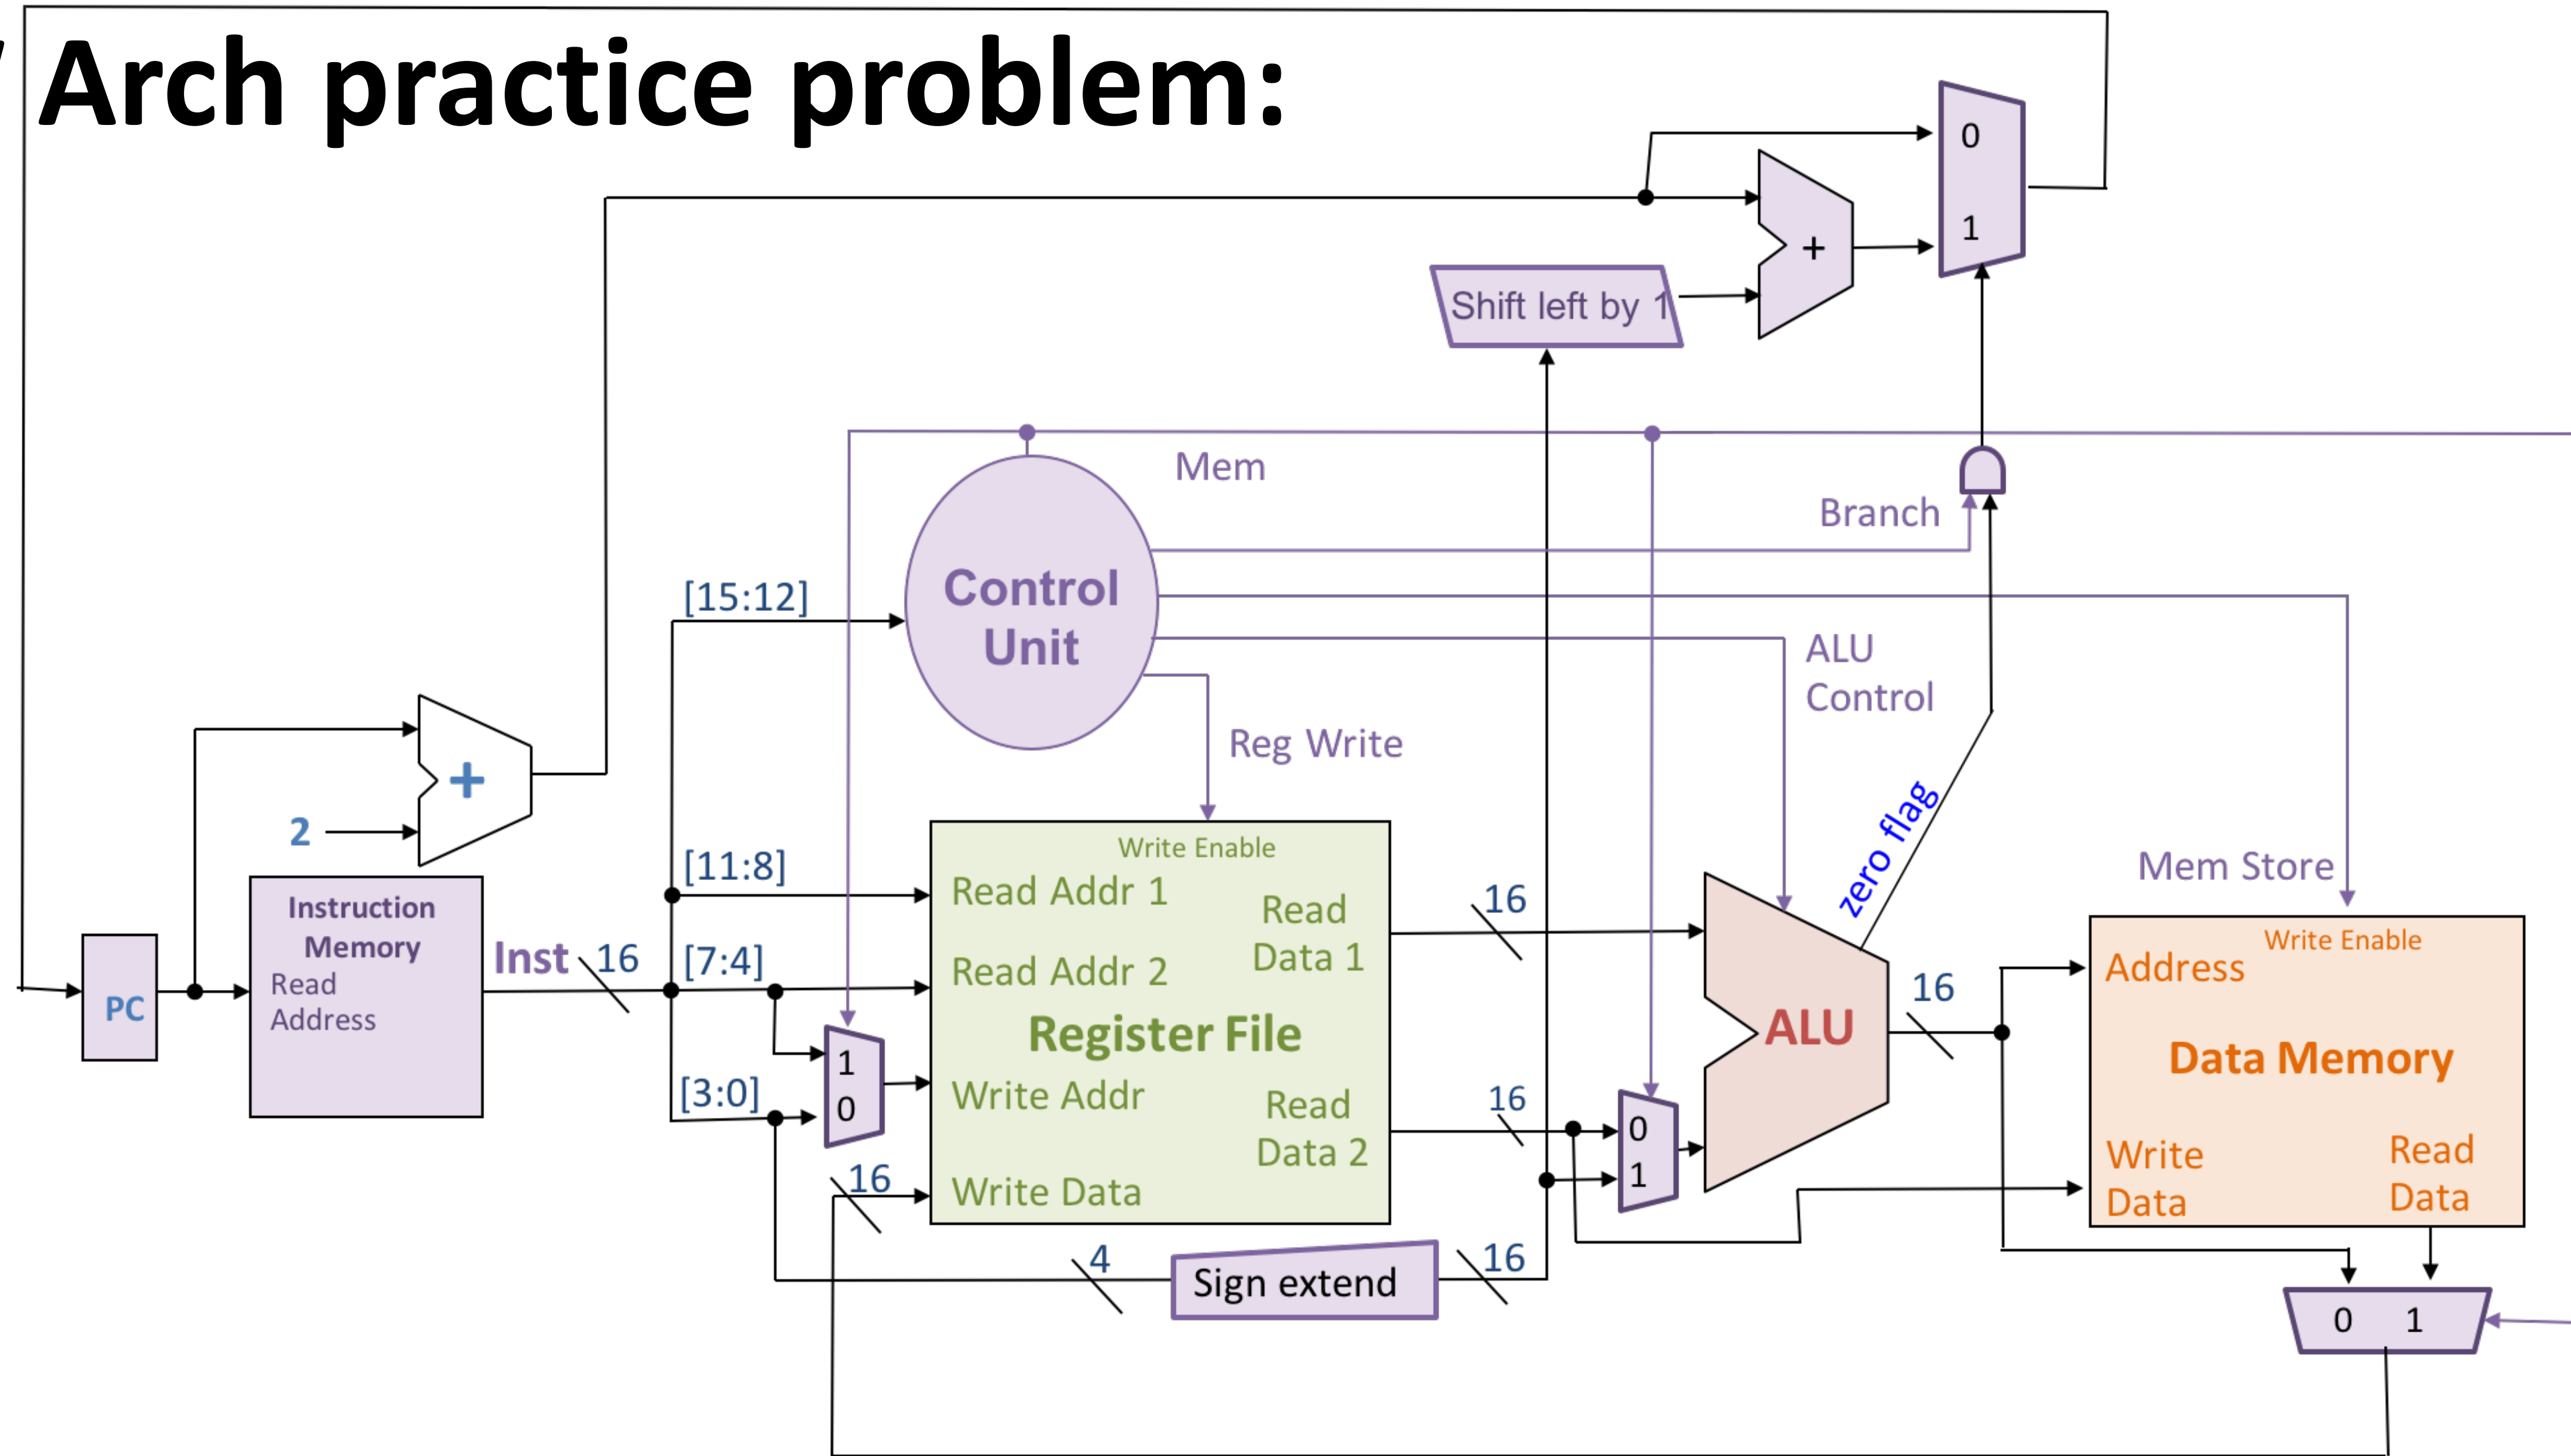 Arch practice problem:
0
1
+
Shift left by 1
Mem
Branch
Control
Unit
[15:12]
ALU
Control
Reg Write
zero flag
Mem Store
+
2
[11:8]
[7:4]
[3:0]
Instruction
Memory
Read
Address
PC
Inst
16
1
0
Write Enable
Read Addr 1
Read
Data 1
Read Addr 2
Register File
Write Addr
Read
Data 2
Write Data
16
16
16
0
1
4
Sign extend
16
ALU
16
Write Enable
Address
Data Memory
Write
Data
Read
Data
0 1